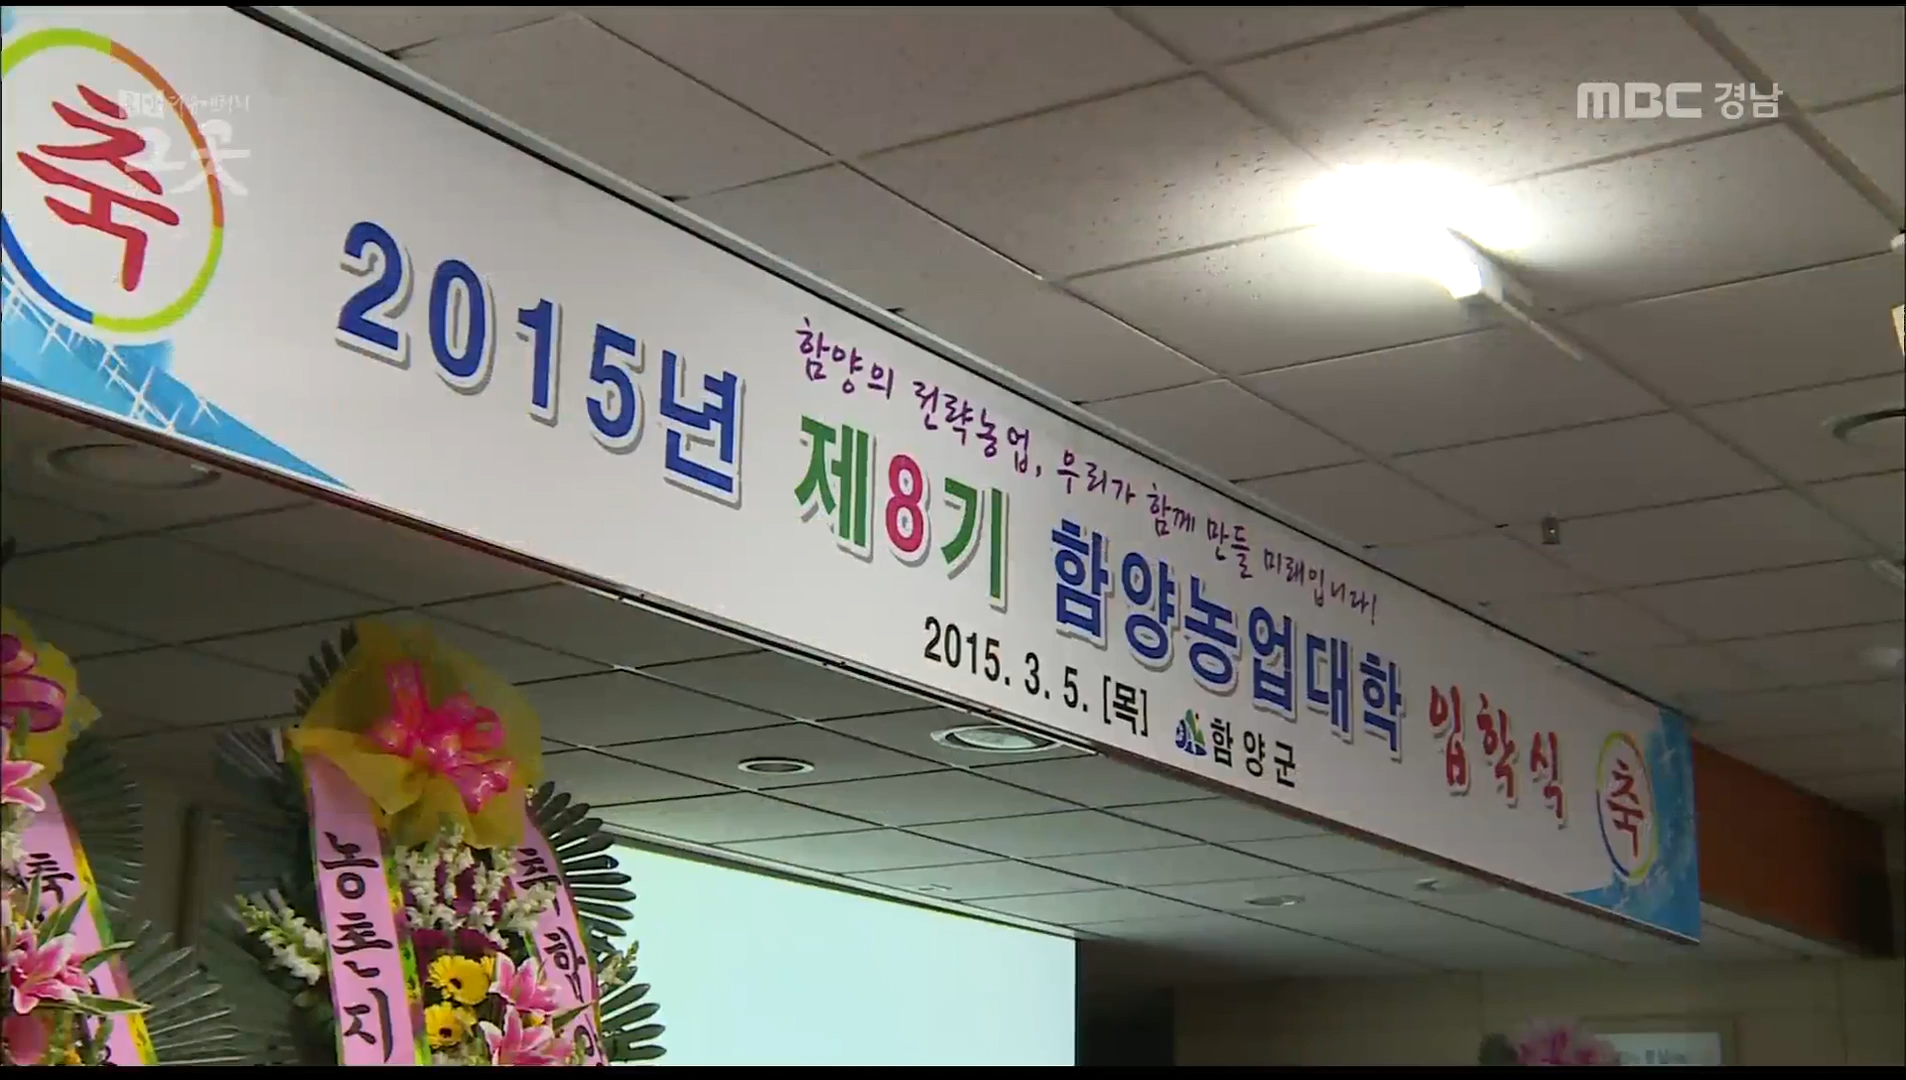 MBC 경남
축
함양의 전략농업, 우리가 함께 만들 미래입니다!
2015년 제8기 함양농업대학 입학식
2015. 3. 5. [목]
함양군
축
농촌지
축